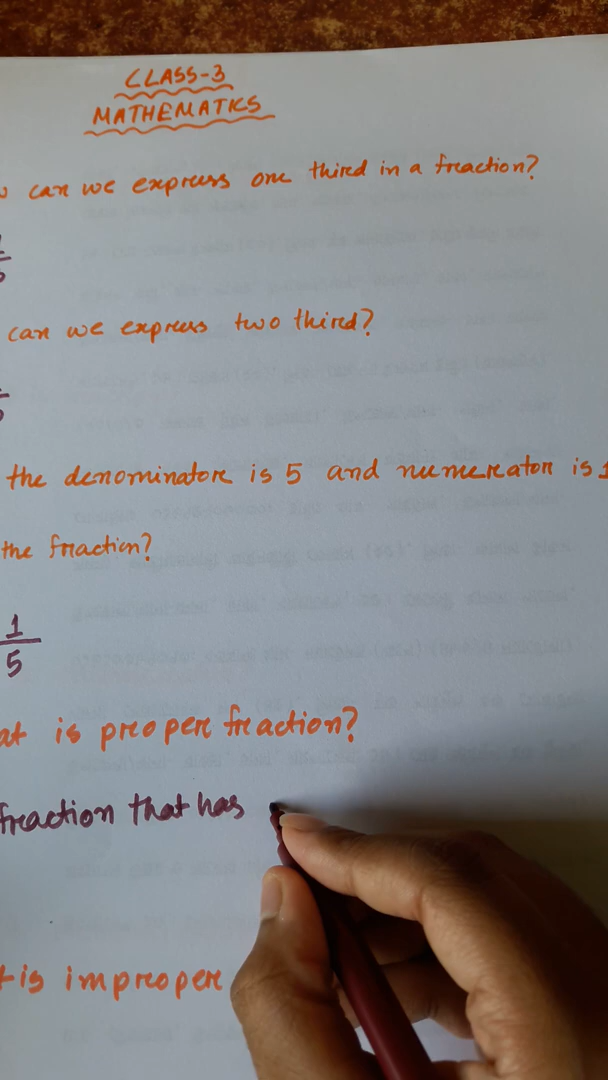 CLASS-3
MATHEMATICS
can we express one third in a fraction?
can we express two third?
the denominator is 5 and numerator is 1
the fraction?
1
5
at is proper fraction?
fraction that has
is improper